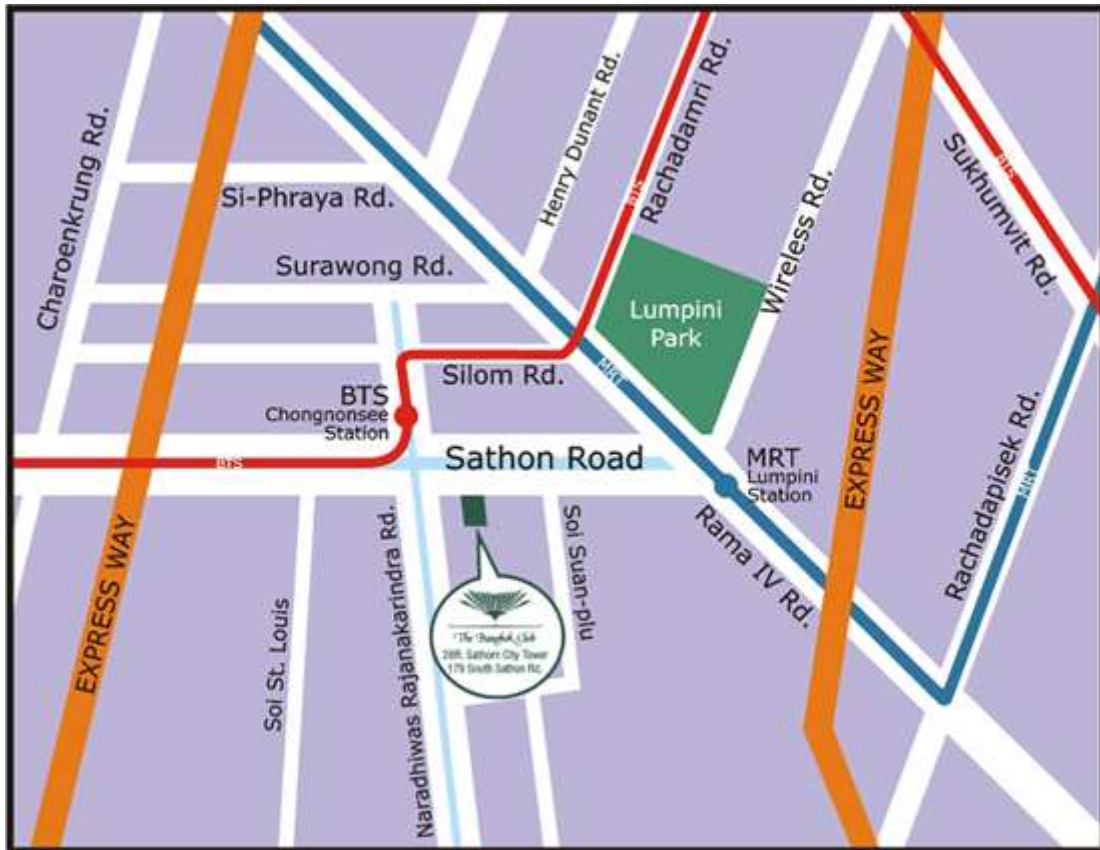 Charoenkrung Rd.
Si-Phraya Rd.
Surawong Rd.
Henry Dunant Rd.
BTS
Rachadamri Rd.
Wireless Rd.
BTS
Sukhumvit Rd.
Lumpini
Park
MRT
Silom Rd.
BTS
Chongnonsee
Station
BTS
Sathon Road
MRT
Lumpini
Station
EXPRESS WAY
Rachadapisek Rd.
MRT
Rama IV Rd.
EXPRESS WAY
Soi St. Louis
Naradhiwas Rajanakarindra Rd.
Soi Suan-plu
The Bangkok Club
28Fl. Sathorn City Tower
179 South Sathon Rd.